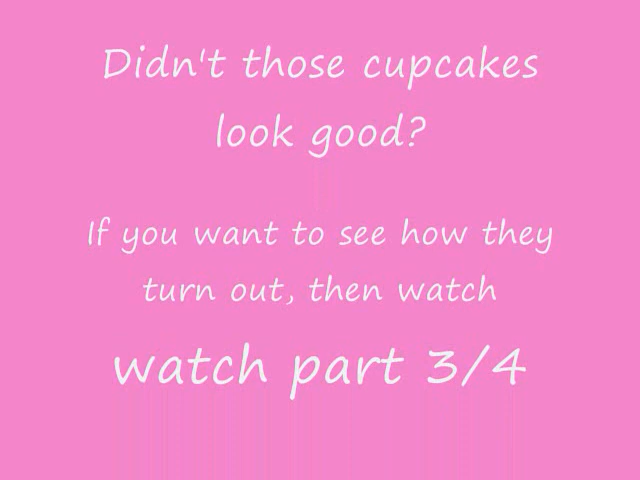 Didn't those cupcakes
look good?
If you want to see how they
turn out, then watch
watch part 3/4